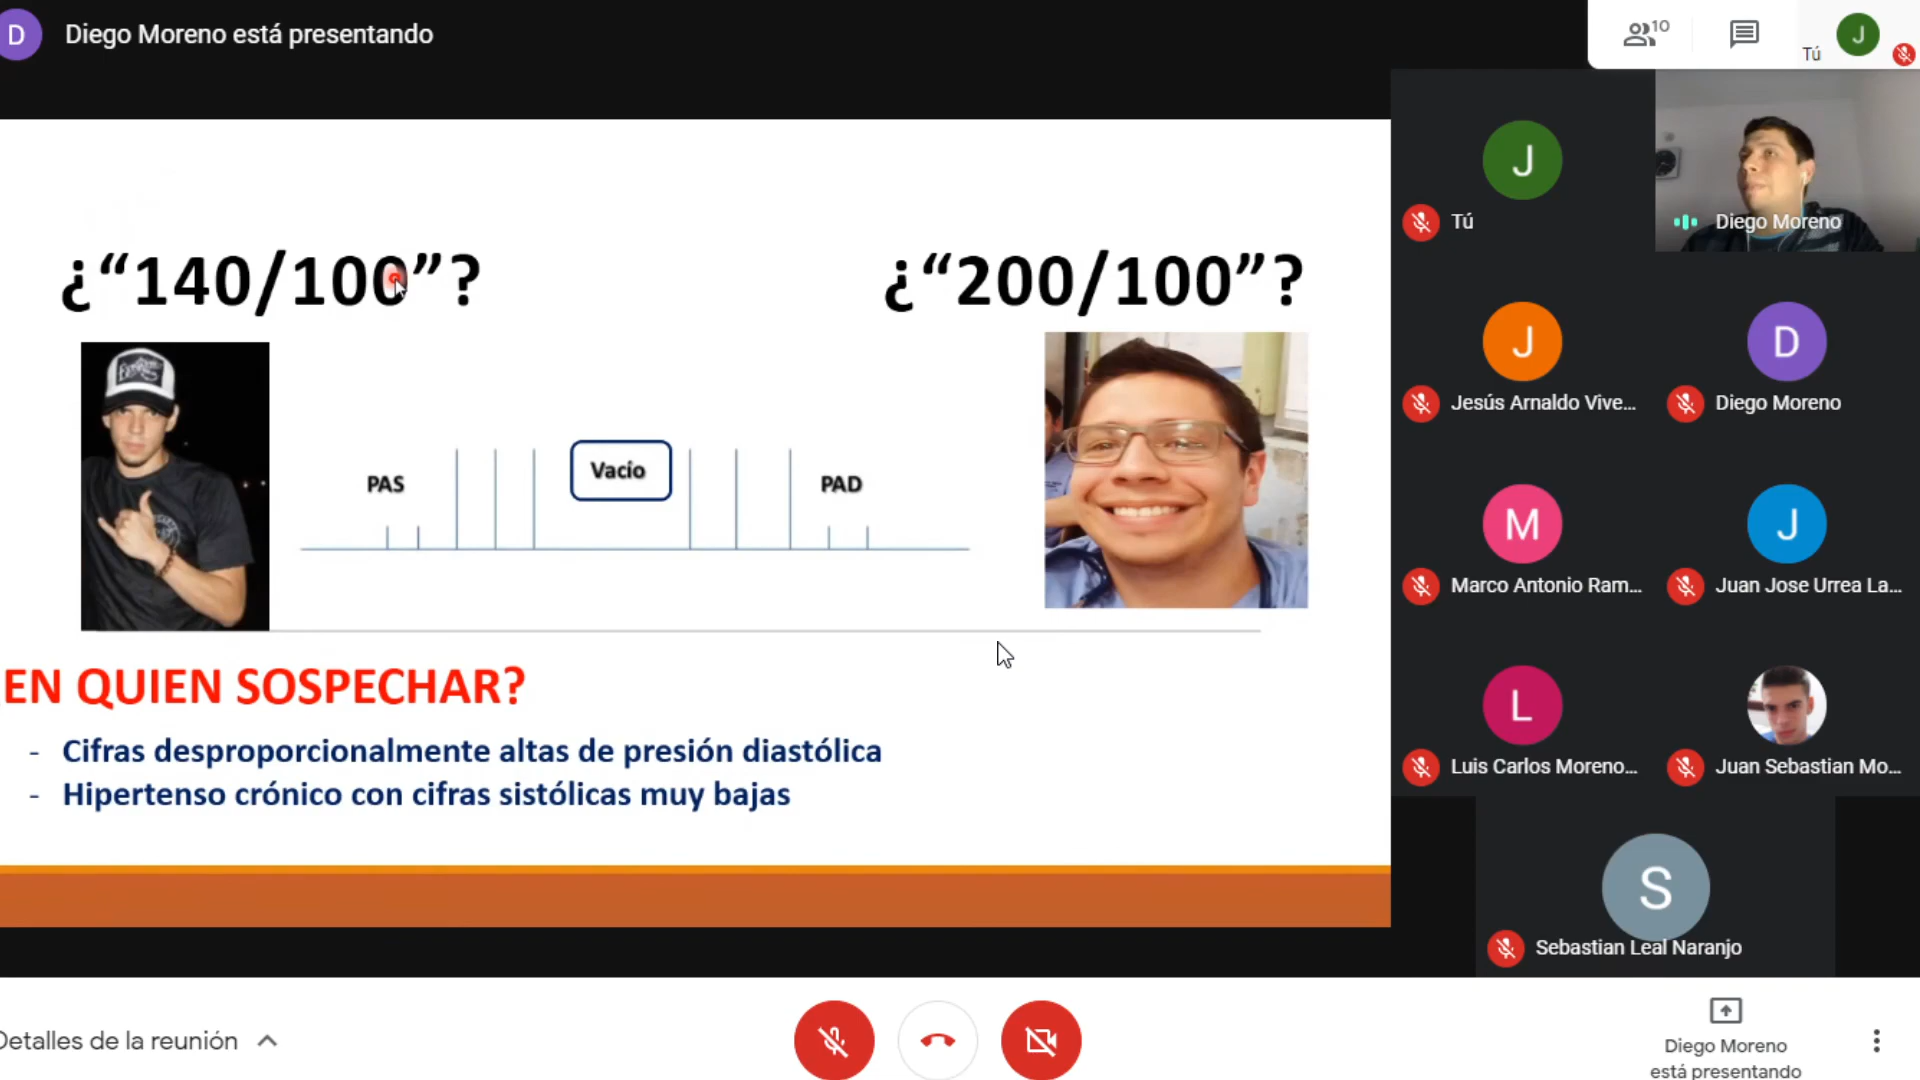 D
Diego Moreno está presentando
10
Tú
J
¿“140/100”?
¿“200/100”?
PAS
Vacío
PAD
EN QUIEN SOSPECHAR?
- Cifras desproporcionalmente altas de presión diastólica
- Hipertenso crónico con cifras sistólicas muy bajas
J
Tú
Diego Moreno
J
Jesús Arnaldo Vive...
D
Diego Moreno
M
Marco Antonio Ram...
J
Juan Jose Urrea La...
L
Luis Carlos Moreno...
Juan Sebastian Mo...
S
Sebastian Leal Naranjo
Detalles de la reunión
Diego Moreno
está presentando